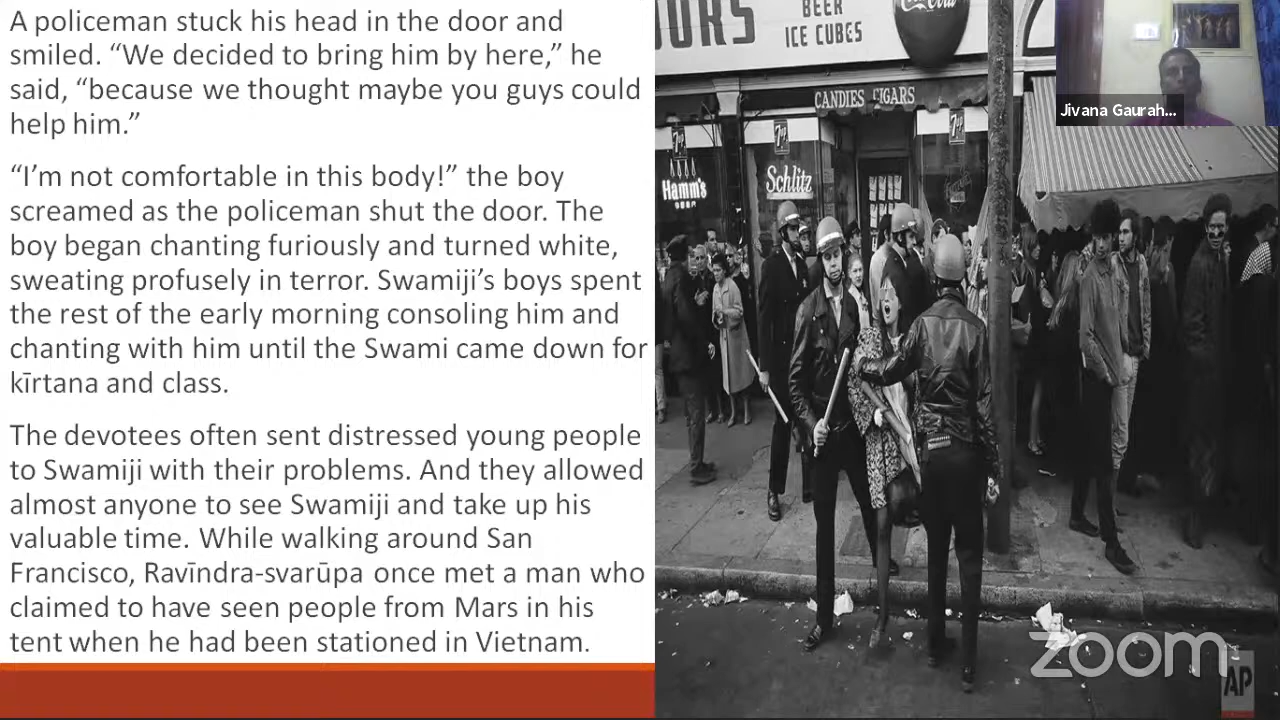 A policeman stuck his head in the door and
smiled. “We decided to bring him by here,” he
said, “because we thought maybe you guys could
help him.”
“I’m not comfortable in this body!” the boy
screamed as the policeman shut the door. The
boy began chanting furiously and turned white,
sweating profusely in terror. Swamiji’s boys spent
the rest of the early morning consoling him and
chanting with him until the Swami came down for
kīrtana and class.
The devotees often sent distressed young people
to Swamiji with their problems. And they allowed
almost anyone to see Swamiji and take up his
valuable time. While walking around San
Francisco, Ravīndra-svarūpa once met a man who
claimed to have seen people from Mars in his
tent when he had been stationed in Vietnam.
BEER
ICE CUBES
Coca-Cola
CANDIES CIGARS
7up
7up
7up
Hamm's
BEER
Schlitz
Jivana Gaurah...
zoom
AP